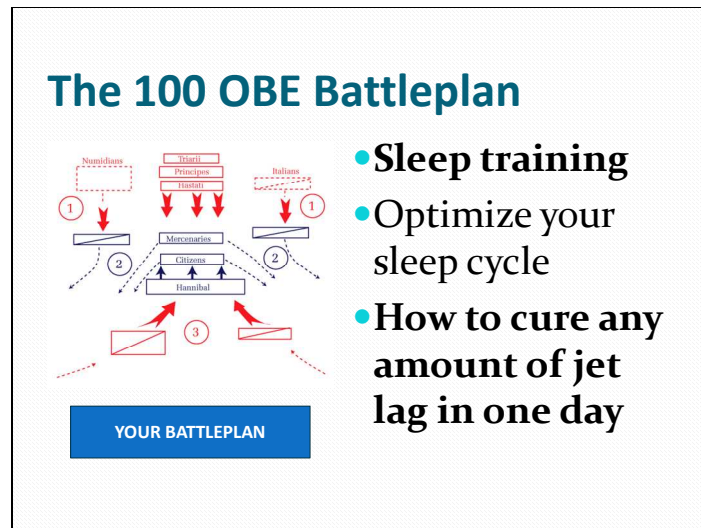 The 100 OBE Battleplan
Numidians
Triarii
Principes
Hastati
Italians
1
1
Mercenaries
2
Citizens
2
Hannibal
3
YOUR BATTLEPLAN
Sleep training
Optimize your
sleep cycle
How to cure any
amount of jet
lag in one day